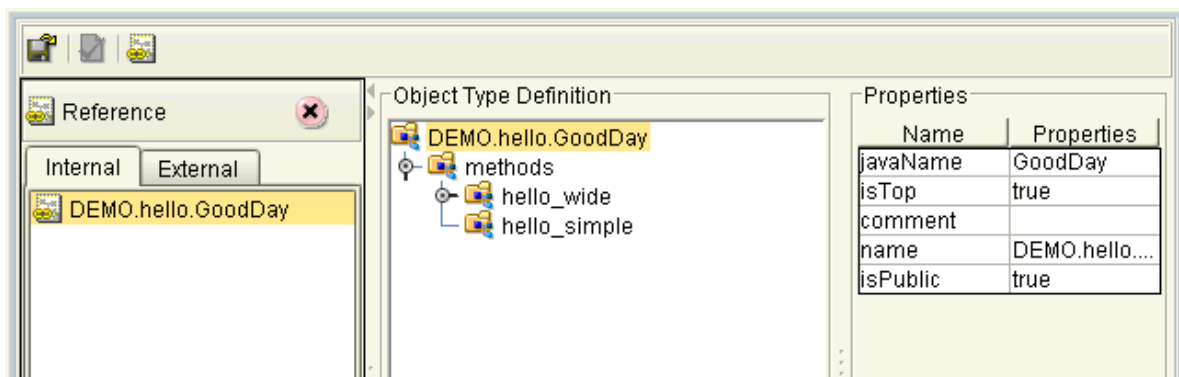 Reference
Internal External
DEMO.hello.GoodDay
Object Type Definition
DEMO.hello.GoodDay
methods
hello_wide
hello_simple
Properties
Name Properties
javaName GoodDay
isTop true
comment
name DEMO.hello....
isPublic true